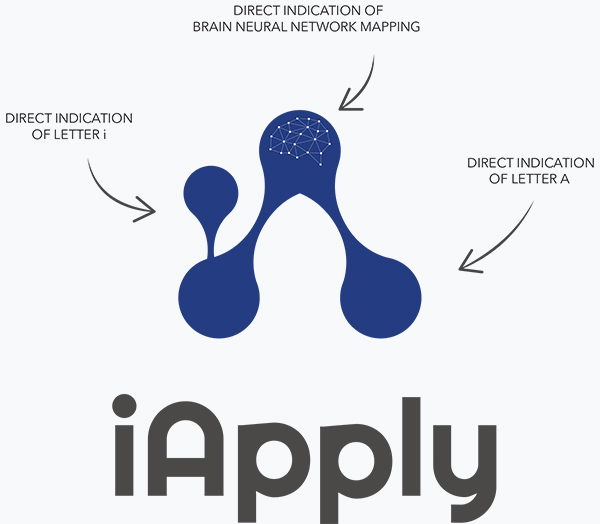 DIRECT INDICATION OF
BRAIN NEURAL NETWORK MAPPING
DIRECT INDICATION
OF LETTER i
DIRECT INDICATION
OF LETTER A
iApply